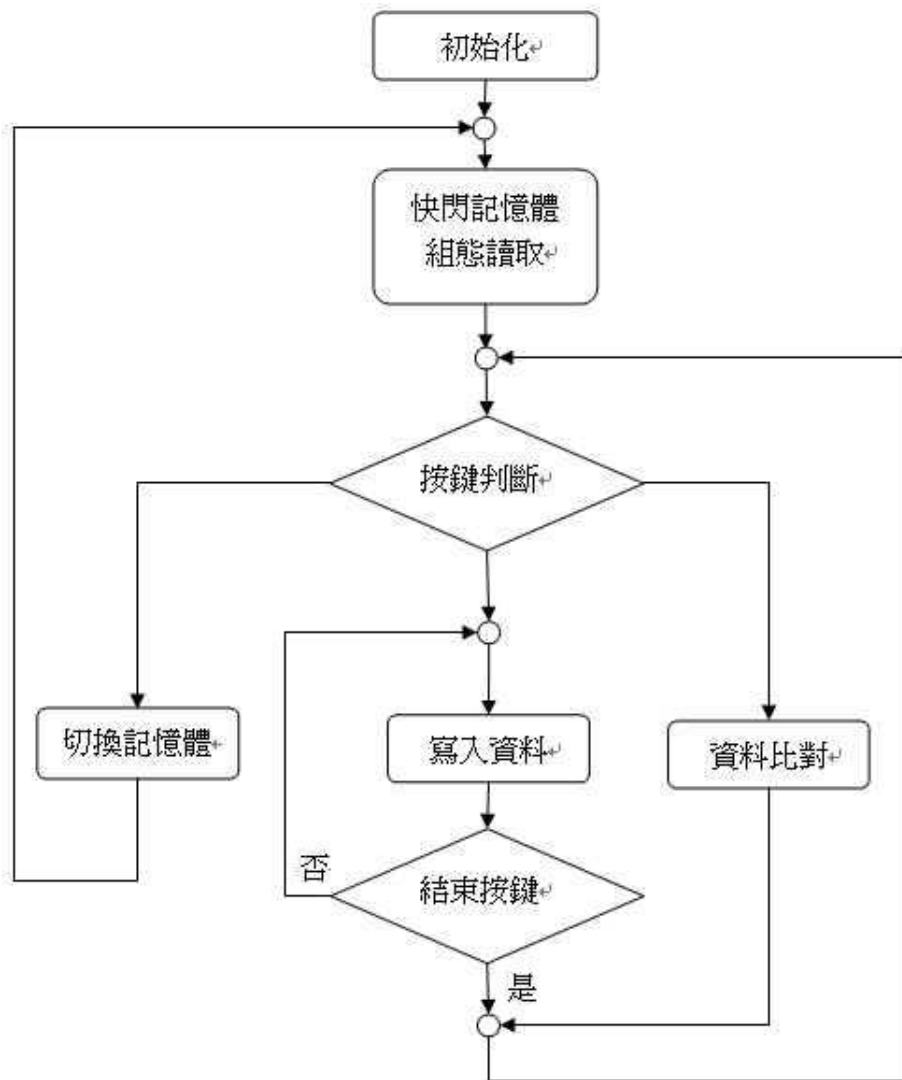 初始化
快閃記憶體
組態讀取
按鍵判斷
切換記憶體
寫入資料
資料比對
否
結束按鍵
是